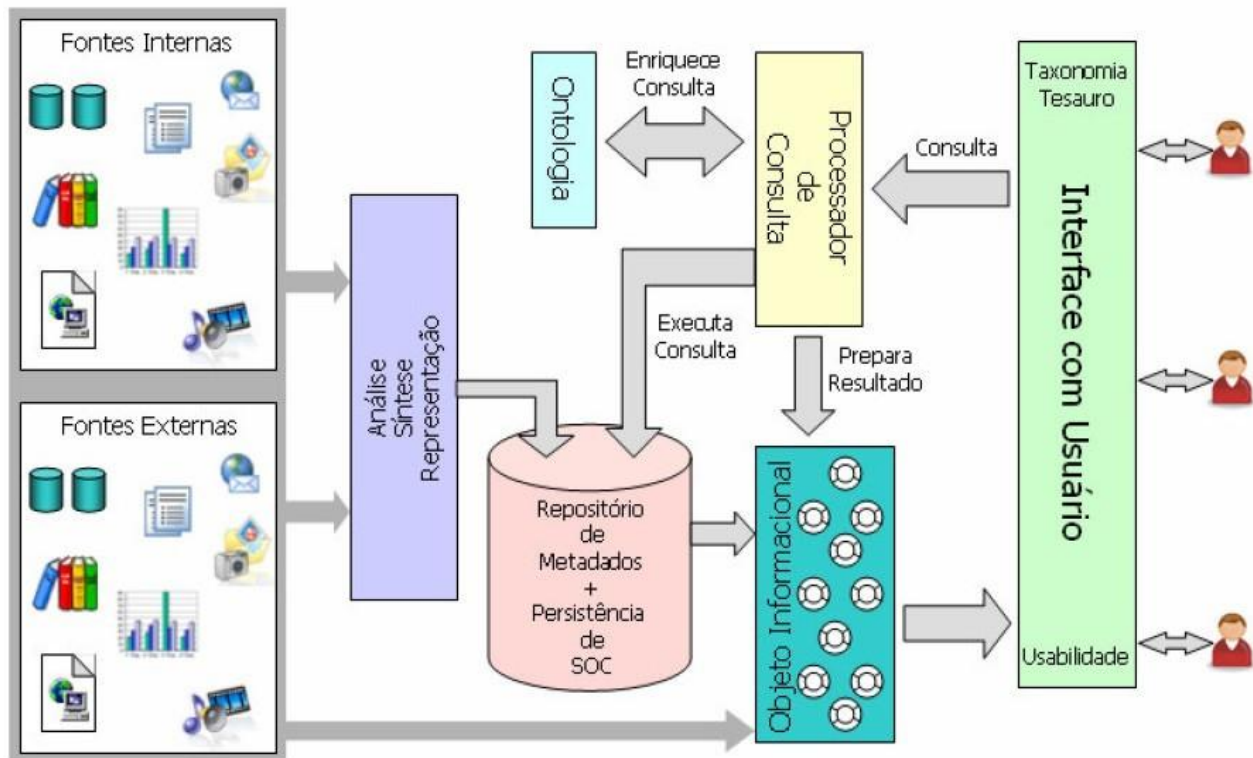 Fontes Internas
Fontes Externas
Análise
Síntese
Representação
Ontologia
Enriquece
Consulta
Processador
de
Consulta
Consulta
Executa
Consulta
Prepara
Resultado
Repositório
de
Metadados
+
Persistência
de
SOC
Objeto Informacional
Taxonomia
Tesauro
Interface com Usuário
Usabilidade